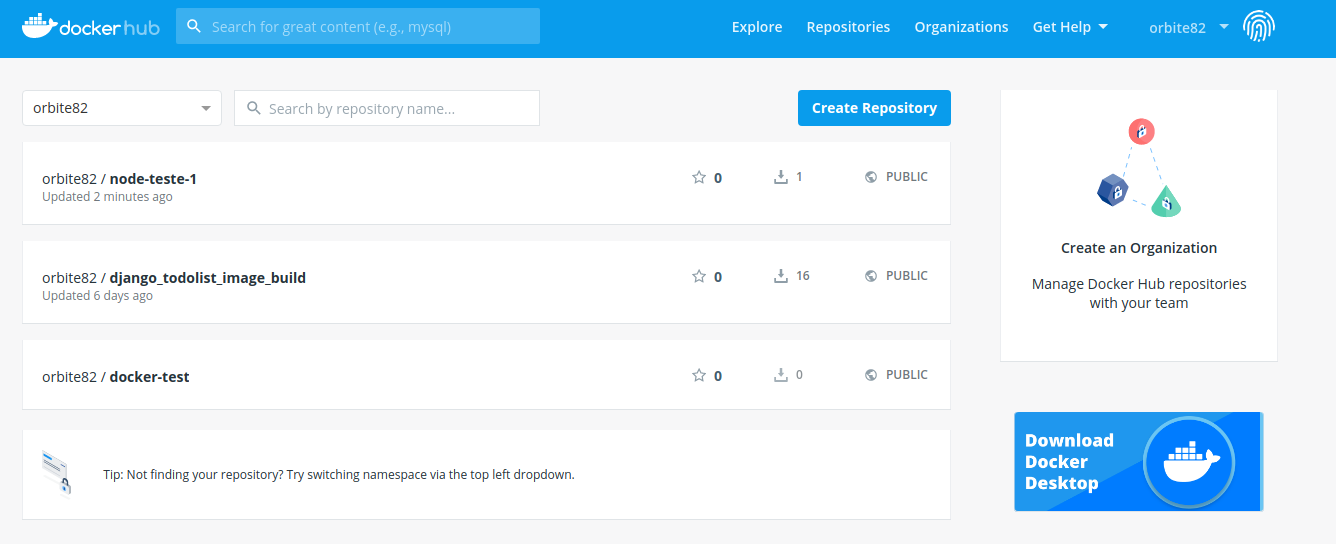 dockerhub Search for great content (e.g., mysql) Explore Repositories Organizations Get Help orbite82
orbite82 Search by repository name... Create Repository
orbite82 / node-teste-1 0 1 PUBLIC
Updated 2 minutes ago
orbite82 / django_todolist_image_build 0 16 PUBLIC
Updated 6 days ago
orbite82 / docker-test 0 0 PUBLIC
Tip: Not finding your repository? Try switching namespace via the top left dropdown.
Create an Organization
Manage Docker Hub repositories
with your team
Download
Docker
Desktop